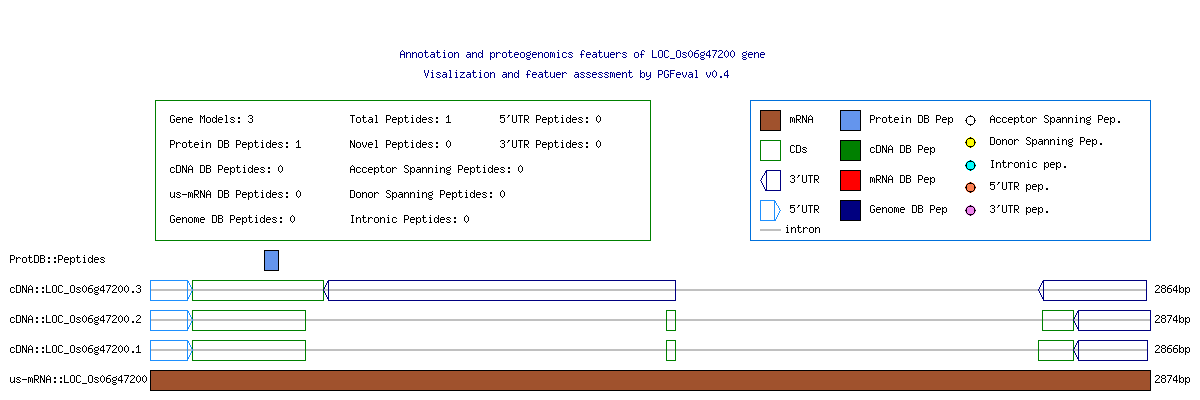 Annotation and proteogenomics featuers of LOC_Os06g47200 gene
Visalization and featuer assessment by PGFeval v0.4
Gene Models: 3 Total Peptides: 1 5'UTR Peptides: 0
Protein DB Peptides: 1 Novel Peptides: 0 3'UTR Peptides: 0
cDNA DB Peptides: 0 Acceptor Spanning Peptides: 0
us-mRNA DB Peptides: 0 Donor Spanning Peptides: 0
Genome DB Peptides: 0 Intronic Peptides: 0
mRNA Protein DB Pep Acceptor Spanning Pep.
CDs cDNA DB Pep Donor Spanning Pep.
3'UTR mRNA DB Pep Intronic pep.
5'UTR Genome DB Pep 5'UTR pep.
intron 3'UTR pep.
ProtDB::Peptides
cDNA::LOC_Os06g47200.3 2864bp
cDNA::LOC_Os06g47200.2 2874bp
cDNA::LOC_Os06g47200.1 2866bp
us-mRNA::LOC_Os06g47200 2874bp